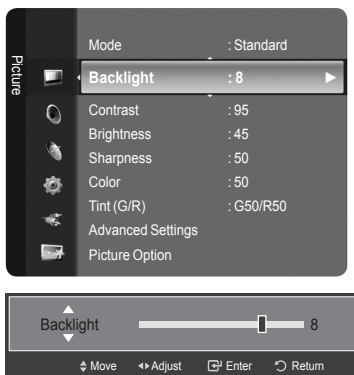 Picture
Mode : Standard
Backlight : 8
Contrast : 95
Brightness : 45
Sharpness : 50
Color : 50
Tint (G/R) : G50/R50
Advanced Settings
Picture Option
Backlight 8
Move Adjust Enter Return